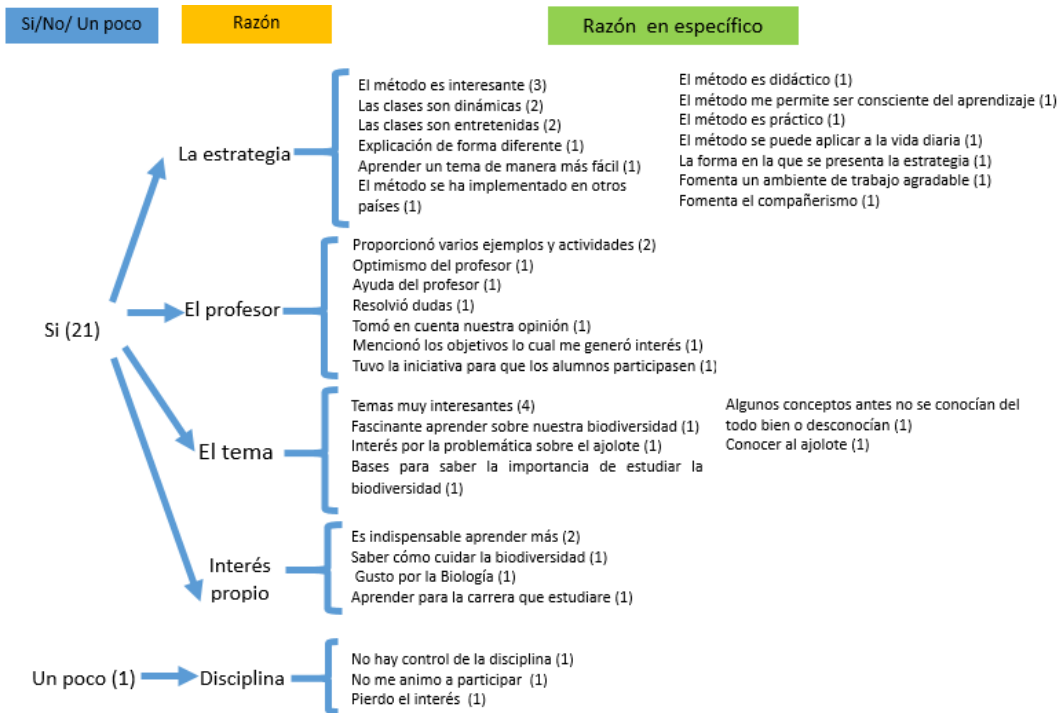 Si/No/ Un poco
Razón
Razón en específico
Si (21)
La estrategia
El método es interesante (3)
Las clases son dinámicas (2)
Las clases son entretenidas (2)
Explicación de forma diferente (1)
Aprender un tema de manera más fácil (1)
El método se ha implementado en otros
países (1)
El método es didáctico (1)
El método me permite ser consciente del aprendizaje (1)
El método es práctico (1)
El método se puede aplicar a la vida diaria (1)
La forma en la que se presenta la estrategia (1)
Fomenta un ambiente de trabajo agradable (1)
Fomenta el compañerismo (1)
El profesor
Proporcionó varios ejemplos y actividades (2)
Optimismo del profesor (1)
Ayuda del profesor (1)
Resolvió dudas (1)
Tomó en cuenta nuestra opinión (1)
Mencionó los objetivos lo cual me generó interés (1)
Tuvo la iniciativa para que los alumnos participasen (1)
El tema
Temas muy interesantes (4)
Fascinante aprender sobre nuestra biodiversidad (1)
Interés por la problemática sobre el ajolote (1)
Bases para saber la importancia de estudiar la
biodiversidad (1)
Algunos conceptos antes no se conocían del
todo bien o desconocían (1)
Conocer al ajolote (1)
Interés
propio
Es indispensable aprender más (2)
Saber cómo cuidar la biodiversidad (1)
Gusto por la Biología (1)
Aprender para la carrera que estudiare (1)
Un poco (1)
Disciplina
No hay control de la disciplina (1)
No me animo a participar (1)
Pierdo el interés (1)